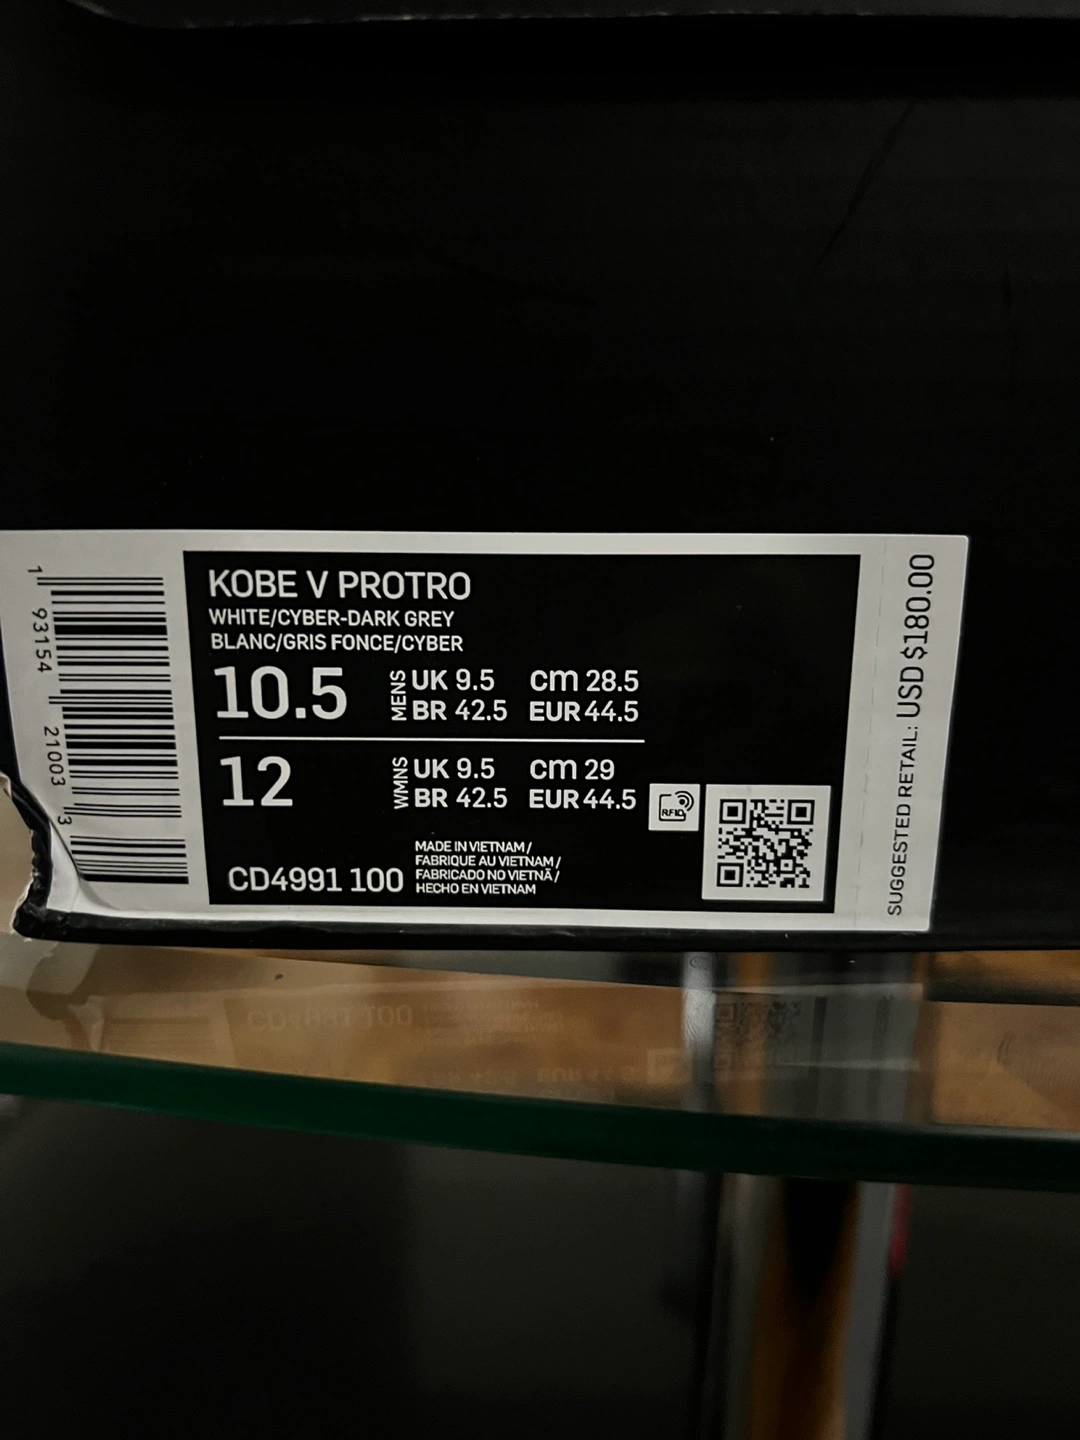 1 93154 21003 3
KOBE V PROTRO
WHITE/CYBER-DARK GREY
BLANC/GRIS FONCE/CYBER
10.5 MENS UK 9.5 cm 28.5
BR 42.5 EUR 44.5
12 WMNS UK 9.5 cm 29
BR 42.5 EUR 44.5
RFID
CD4991 100
MADE IN VIETNAM/
FABRIQUE AU VIETNAM/
FABRICADO NO VIETNÃ/
HECHO EN VIETNAM
SUGGESTED RETAIL: USD $180.00